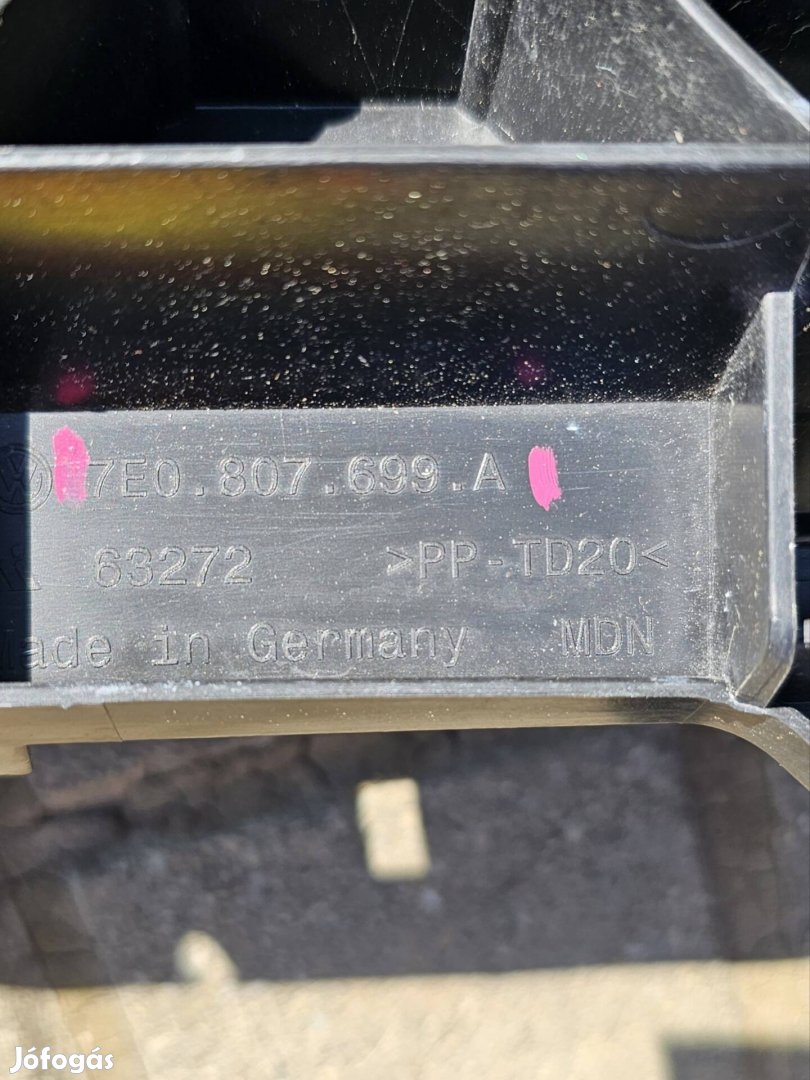 7E0.807.699.A
63272 >PP-TD20<
Made in Germany MDN
Jófogás